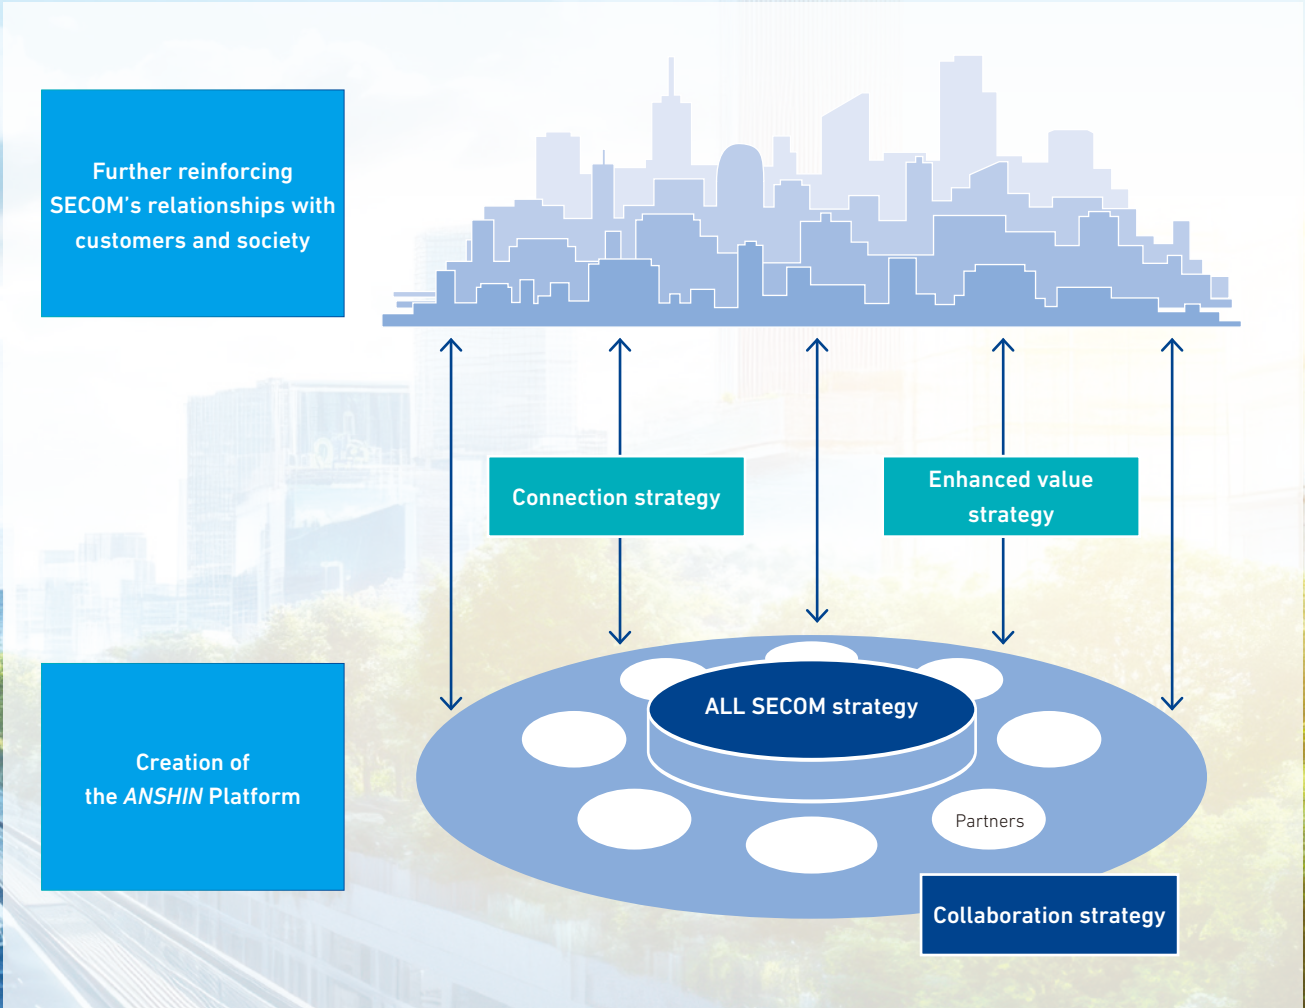 Further reinforcing
SECOM’s relationships with
customers and society
Connection strategy
Enhanced value
strategy
ALL SECOM strategy
Creation of
the ANSHIN Platform
Partners
Collaboration strategy